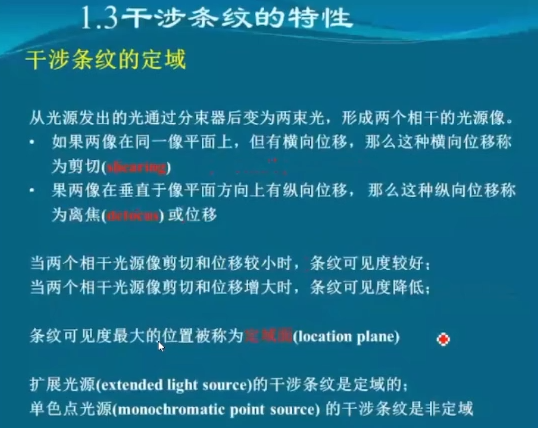 1.3干涉条纹的特性
干涉条纹的定域
从光源发出的光通过分束器后变为两束光，形成两个相干的光源像。
• 如果两像在同一像平面上，但有横向位移，那么这种横向位移称
为剪切(shearing)
• 果两像在垂直于像平面方向上有纵向位移， 那么这种纵向位移称
为离焦(defocus) 或位移
当两个相干光源像剪切和位移较小时，条纹可见度较好；
当两个相干光源像剪切和位移增大时，条纹可见度降低；
条纹可见度最大的位置被称为定域面(location plane)
扩展光源(extended light source)的干涉条纹是定域的；
单色点光源(monochromatic point source) 的干涉条纹是非定域